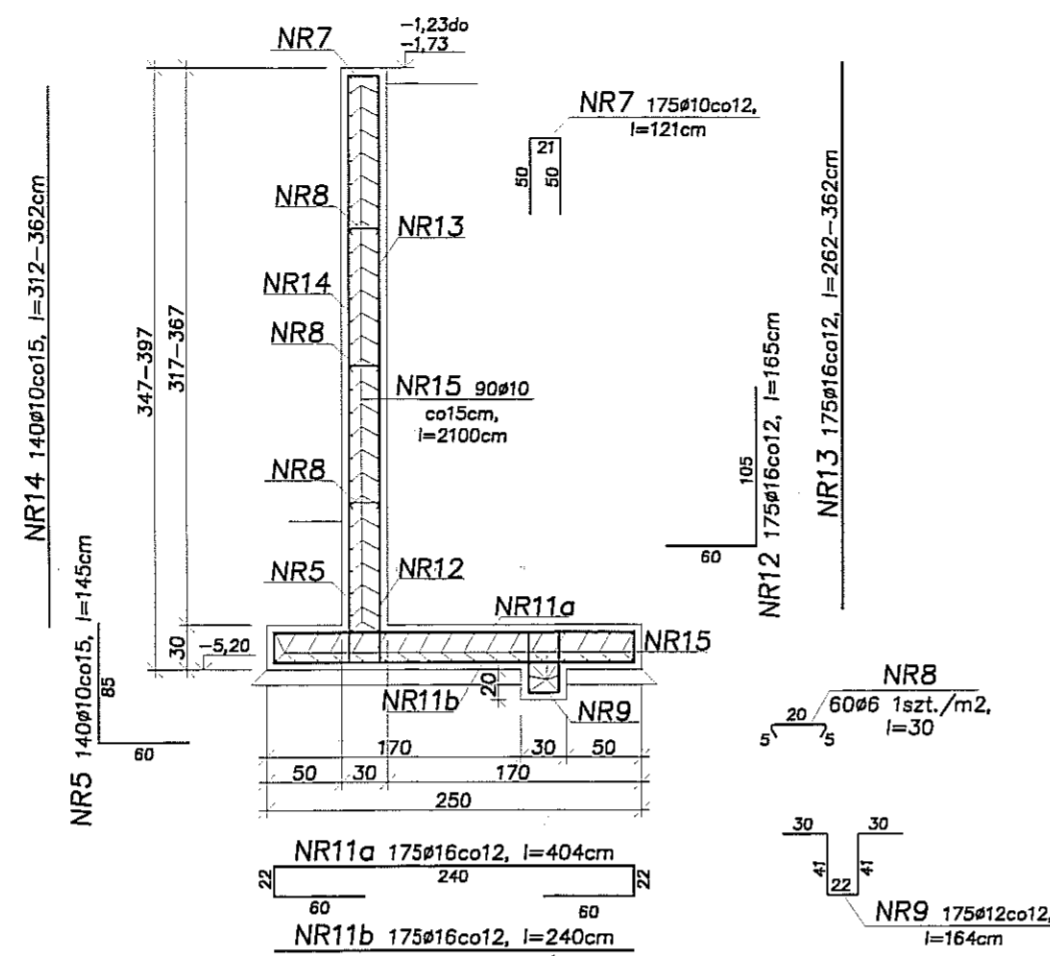 -1,23do
-1,73
NR7
NR7 175ø10co12,
l=121cm
21
50
50
NR8
NR13
NR14
NR8
NR15 90ø10
co15cm,
l=2100cm
NR8
NR5
NR12
NR11a
NR15
NR14 140ø10co15, l=312-362cm
347-397
317-367
30
-5,20
NR13 175ø16co12, l=262-362cm
NR12 175ø16co12, l=165cm
105
60
NR5 140ø10co15, l=145cm
85
60
NR11b
20
NR9
170
30
50
50
30
170
250
NR8
60ø6 1szt./m2,
l=30
20
5
5
NR11a 175ø16co12, l=404cm
240
22
22
60
60
NR11b 175ø16co12, l=240cm
30
30
41
41
22
NR9 175ø12co12,
l=164cm